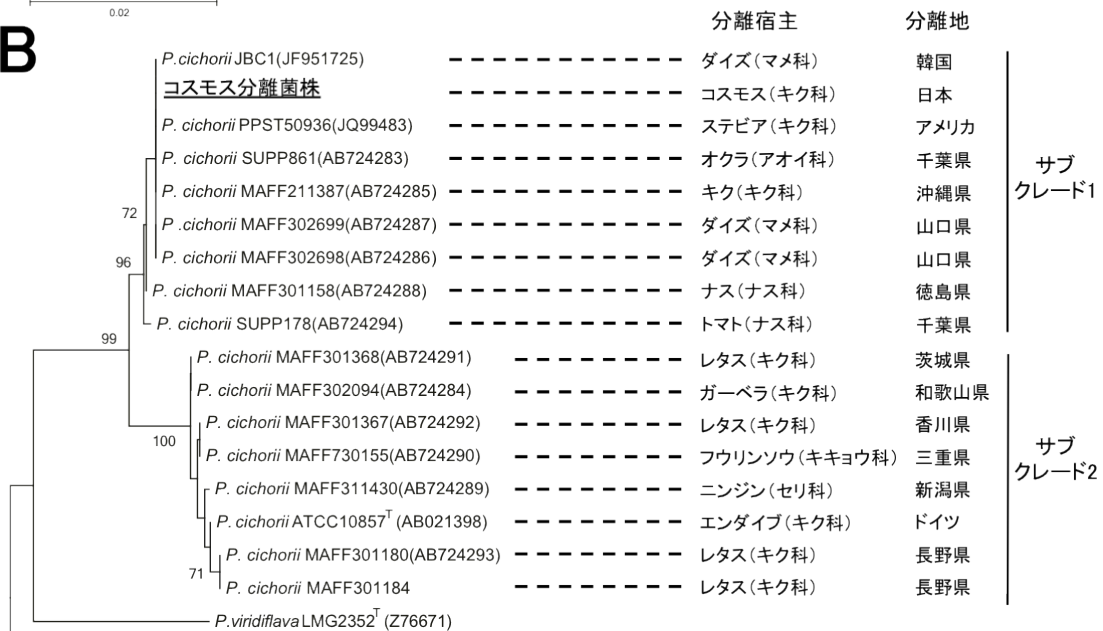 0.02
B
分離宿主 分離地
P.cichorii JBC1(JF951725) ダイズ(マメ科) 韓国
コスモス分離菌株 コスモス(キク科) 日本
P. cichorii PPST50936(JQ99483) ステビア(キク科) アメリカ
P. cichorii SUPP861(AB724283) オクラ(アオイ科) 千葉県
P. cichorii MAFF211387(AB724285) キク(キク科) 沖縄県
P .cichorii MAFF302699(AB724287) ダイズ(マメ科) 山口県
P. cichorii MAFF302698(AB724286) ダイズ(マメ科) 山口県
P. cichorii MAFF301158(AB724288) ナス(ナス科) 徳島県
P. cichorii SUPP178(AB724294) トマト(ナス科) 千葉県
サブ
クレード1
72
96
99
P. cichorii MAFF301368(AB724291) レタス(キク科) 茨城県
P. cichorii MAFF302094(AB724284) ガーベラ(キク科) 和歌山県
P. cichorii MAFF301367(AB724292) レタス(キク科) 香川県
P. cichorii MAFF730155(AB724290) フウリンソウ(キキョウ科) 三重県
P. cichorii MAFF311430(AB724289) ニンジン(セリ科) 新潟県
P. cichorii ATCC10857T (AB021398) エンダイブ(キク科) ドイツ
P. cichorii MAFF301180(AB724293) レタス(キク科) 長野県
P. cichorii MAFF301184 レタス(キク科) 長野県
サブ
クレード2
100
71
P.viridiflava LMG2352T (Z76671)